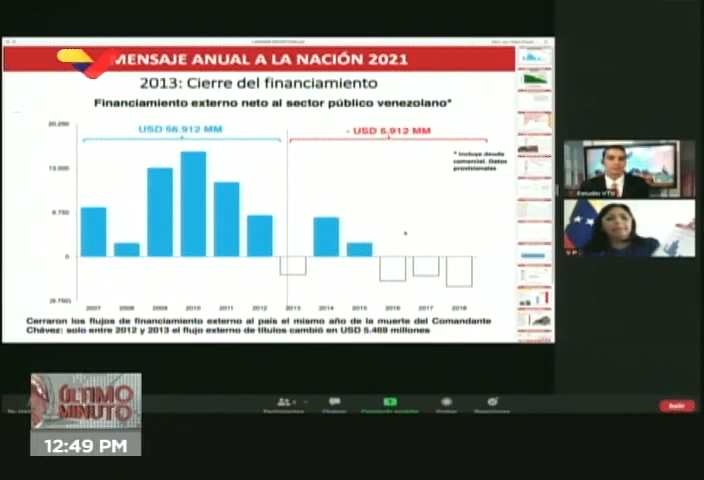 MENSAJE ANUAL A LA NACIÓN 2021
2013: Cierre del financiamiento
Financiamiento externo neto al sector público venezolano*
20.250
13.500
6.750
0
(6.750)
USD 56.912 MM
- USD 5.912 MM
* Incluye deuda
comercial. Datos
provisionales
2007 2008 2009 2010 2011 2012 2013 2014 2015 2016 2017 2018
Cerraron los flujos de financiamiento externo al país el mismo año de la muerte del Comandante
Chávez: solo entre 2012 y 2013 el flujo externo de títulos cambió en USD 5.469 millones
Estudio VTV
Participantes
Reacciones
Salir
ÚLTIMO
MINUTO
12:49 PM